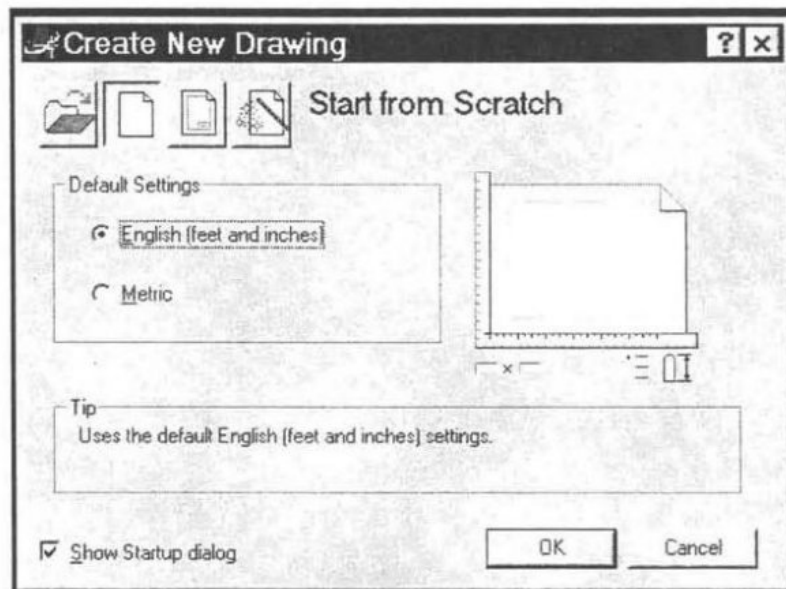 Create New Drawing
Start from Scratch
Default Settings
English (feet and inches)
Metric
Tip
Uses the default English (feet and inches) settings.
Show Startup dialog
OK
Cancel